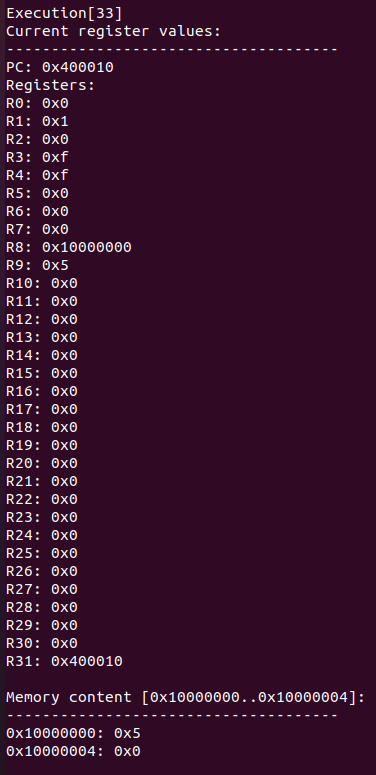 Execution[33]
Current register values:
-------------------------------------
PC: 0x400010
Registers:
R0: 0x0
R1: 0x1
R2: 0x0
R3: 0xf
R4: 0xf
R5: 0x0
R6: 0x0
R7: 0x0
R8: 0x10000000
R9: 0x5
R10: 0x0
R11: 0x0
R12: 0x0
R13: 0x0
R14: 0x0
R15: 0x0
R16: 0x0
R17: 0x0
R18: 0x0
R19: 0x0
R20: 0x0
R21: 0x0
R22: 0x0
R23: 0x0
R24: 0x0
R25: 0x0
R26: 0x0
R27: 0x0
R28: 0x0
R29: 0x0
R30: 0x0
R31: 0x400010

Memory content [0x10000000..0x10000004]:
-------------------------------------
0x10000000: 0x5
0x10000004: 0x0